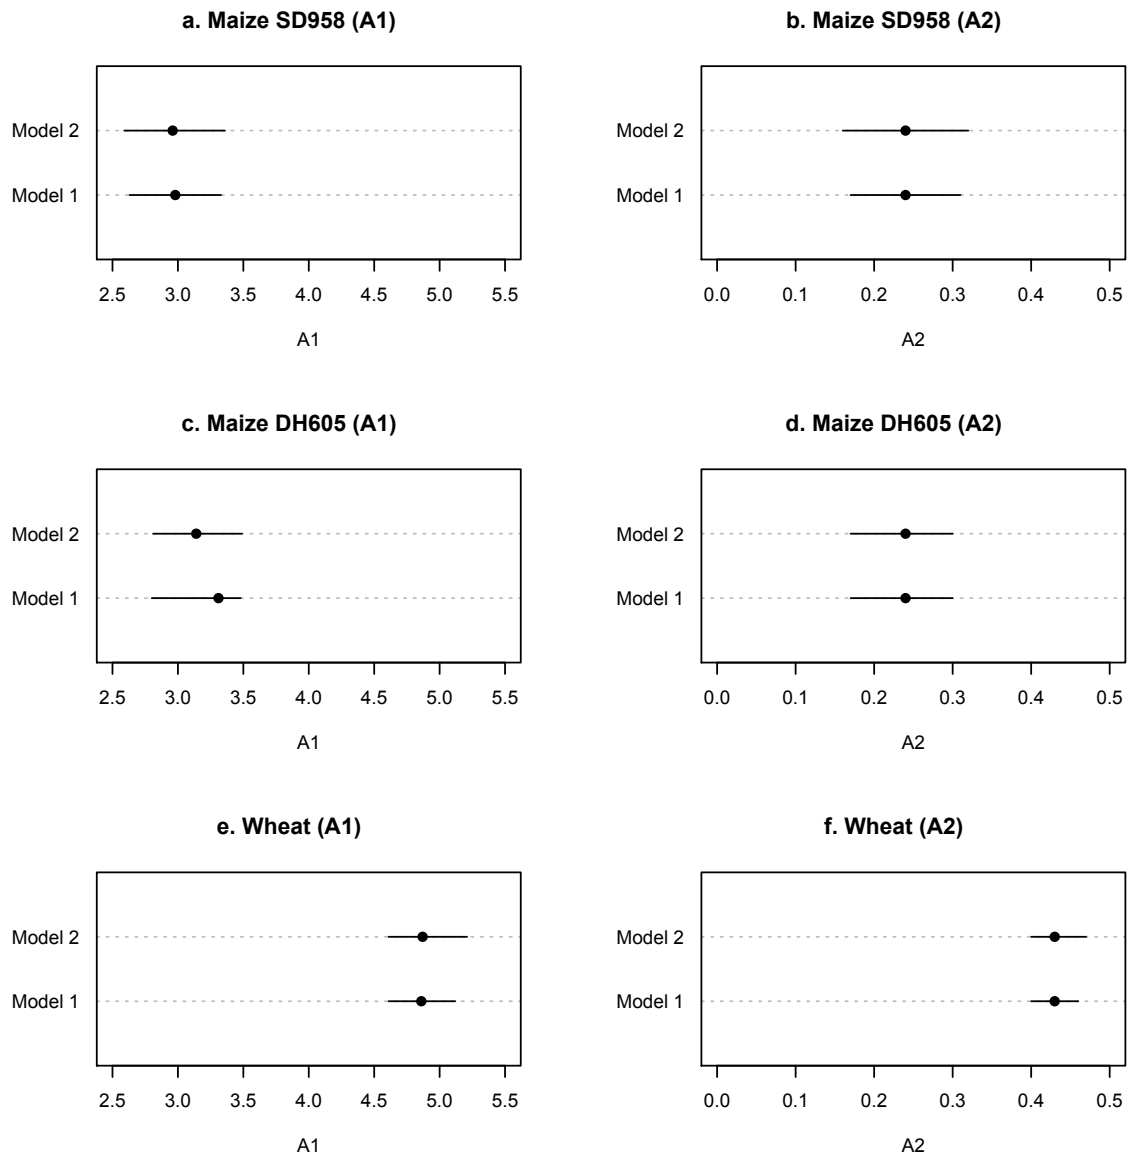 a. Maize SD958 (A1)
Model 2
Model 1
2.5 3.0 3.5 4.0 4.5 5.0 5.5
A1
b. Maize SD958 (A2)
Model 2
Model 1
0.0 0.1 0.2 0.3 0.4 0.5
A2
c. Maize DH605 (A1)
Model 2
Model 1
2.5 3.0 3.5 4.0 4.5 5.0 5.5
A1
d. Maize DH605 (A2)
Model 2
Model 1
0.0 0.1 0.2 0.3 0.4 0.5
A2
e. Wheat (A1)
Model 2
Model 1
2.5 3.0 3.5 4.0 4.5 5.0 5.5
A1
f. Wheat (A2)
Model 2
Model 1
0.0 0.1 0.2 0.3 0.4 0.5
A2